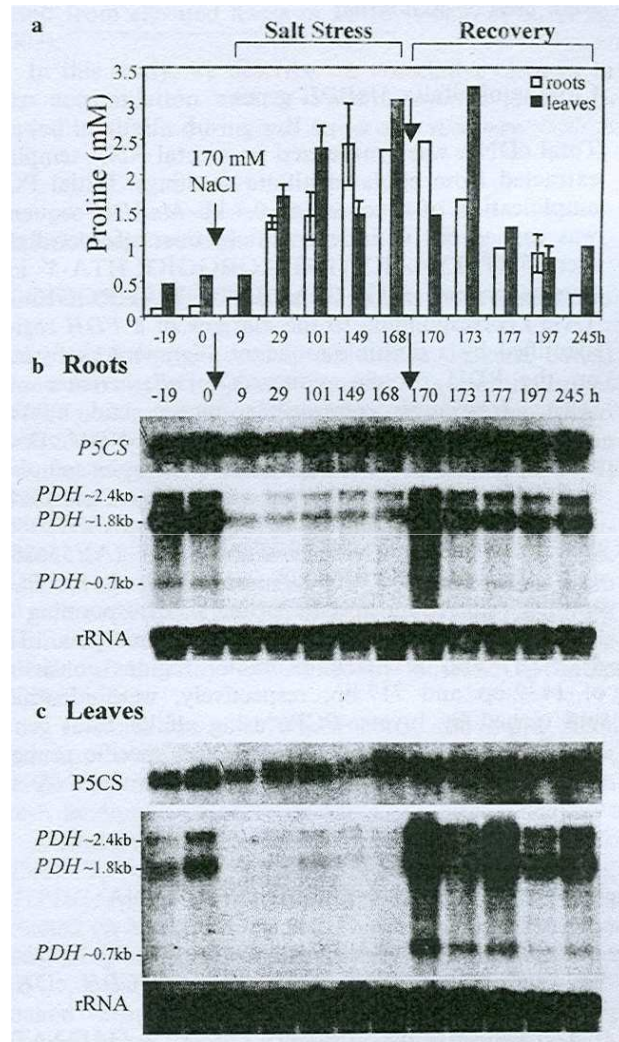 a
Salt Stress Recovery
3.5
3
2.5
2
1.5
1
0.5
0
Proline (mM)
170 mM
NaCl
roots
leaves
-19 0 9 29 101 149 168 170 173 177 197 245h
b Roots
-19 0 9 29 101 149 168 170 173 177 197 245 h
P5CS
PDH ~2.4kb
PDH ~1.8kb
PDH ~0.7kb
rRNA
c Leaves
P5CS
PDH ~2.4kb
PDH ~1.8kb
PDH ~0.7kb
rRNA